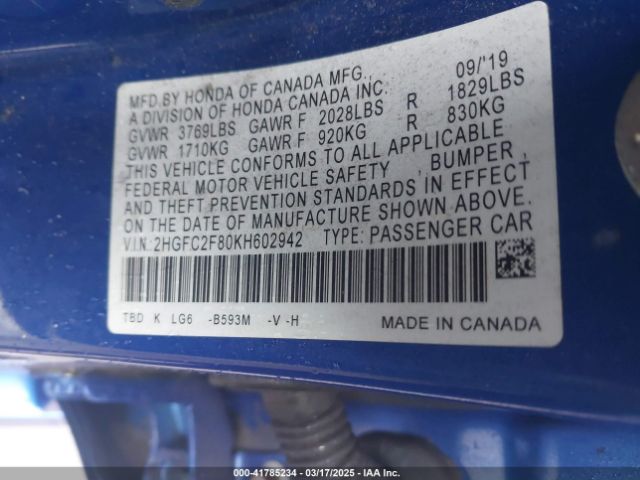 MFD.BY HONDA OF CANADA MFG., 09/'19
A DIVISION OF HONDA CANADA INC.
GVWR 3769LBS GAWR F 2028LBS R 1829LBS
GVWR 1710KG GAWR F 920KG R 830KG
THIS VEHICLE CONFORMS TO ALL APPLICABLE
FEDERAL MOTOR VEHICLE SAFETY , BUMPER,
AND THEFT PREVENTION STANDARDS IN EFFECT
ON THE DATE OF MANUFACTURE SHOWN ABOVE.
V.I.N: 2HGFC2F80KH602942 TYPE: PASSENGER CAR
TBD K LG6 -B593M -V -H MADE IN CANADA
000-41785234 - 03/17/2025 - IAA Inc.